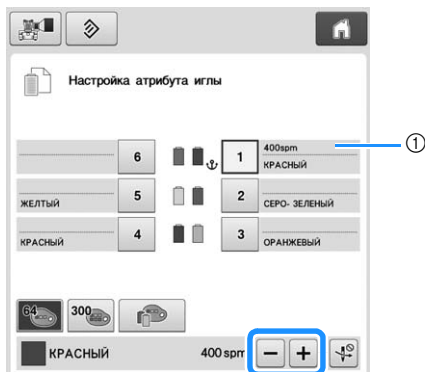 Настройка атрибута иглы
6 1 400spm ①
КРАСНЫЙ
5 2
ЖЕЛТЫЙ СЕРО- ЗЕЛЕНЫЙ
4 3
КРАСНЫЙ ОРАНЖЕВЫЙ
64 300
КРАСНЫЙ 400 spm − +